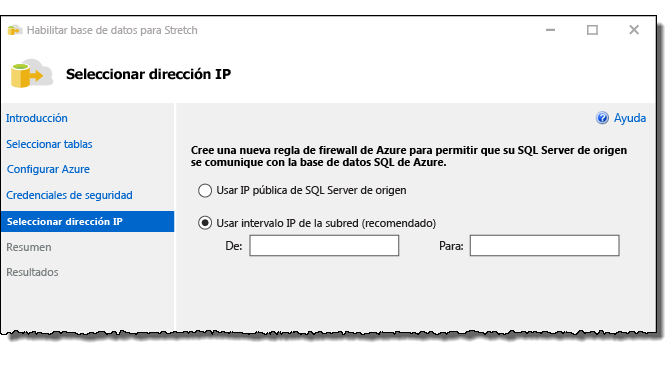 Habilitar base de datos para Stretch
Seleccionar dirección IP
Introducción
Seleccionar tablas
Configurar Azure
Credenciales de seguridad
Seleccionar dirección IP
Resumen
Resultados
Ayuda
Cree una nueva regla de firewall de Azure para permitir que su SQL Server de origen
se comunique con la base de datos SQL de Azure.
Usar IP pública de SQL Server de origen
Usar intervalo IP de la subred (recomendado)
De: Para: